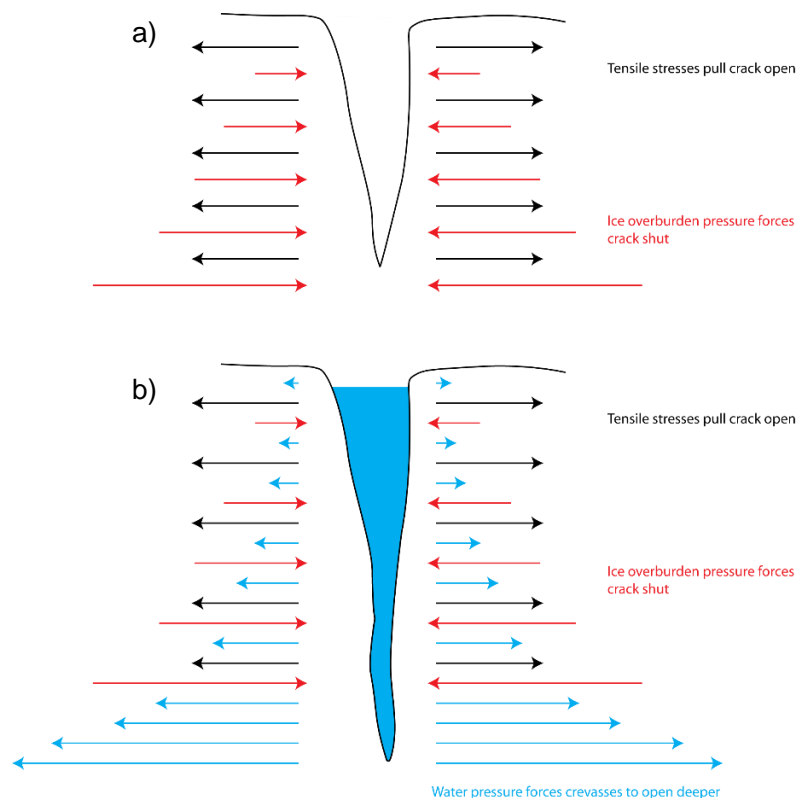 a)
Tensile stresses pull crack open
Ice overburden pressure forces
crack shut
b)
Tensile stresses pull crack open
Ice overburden pressure forces
crack shut
Water pressure forces crevasses to open deeper